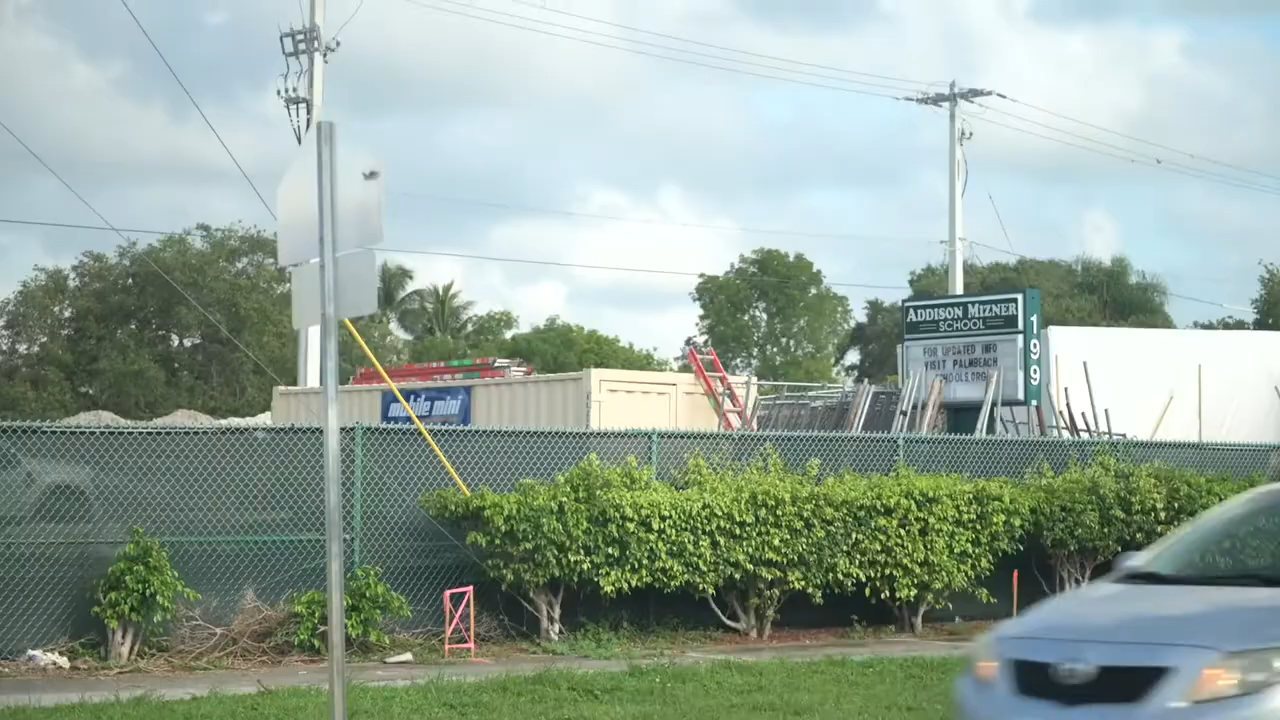 ADDISON MIZNER
SCHOOL
199
FOR UPDATED INFO
VISIT PALMBEACH
SCHOOLS.ORG
mobile mini